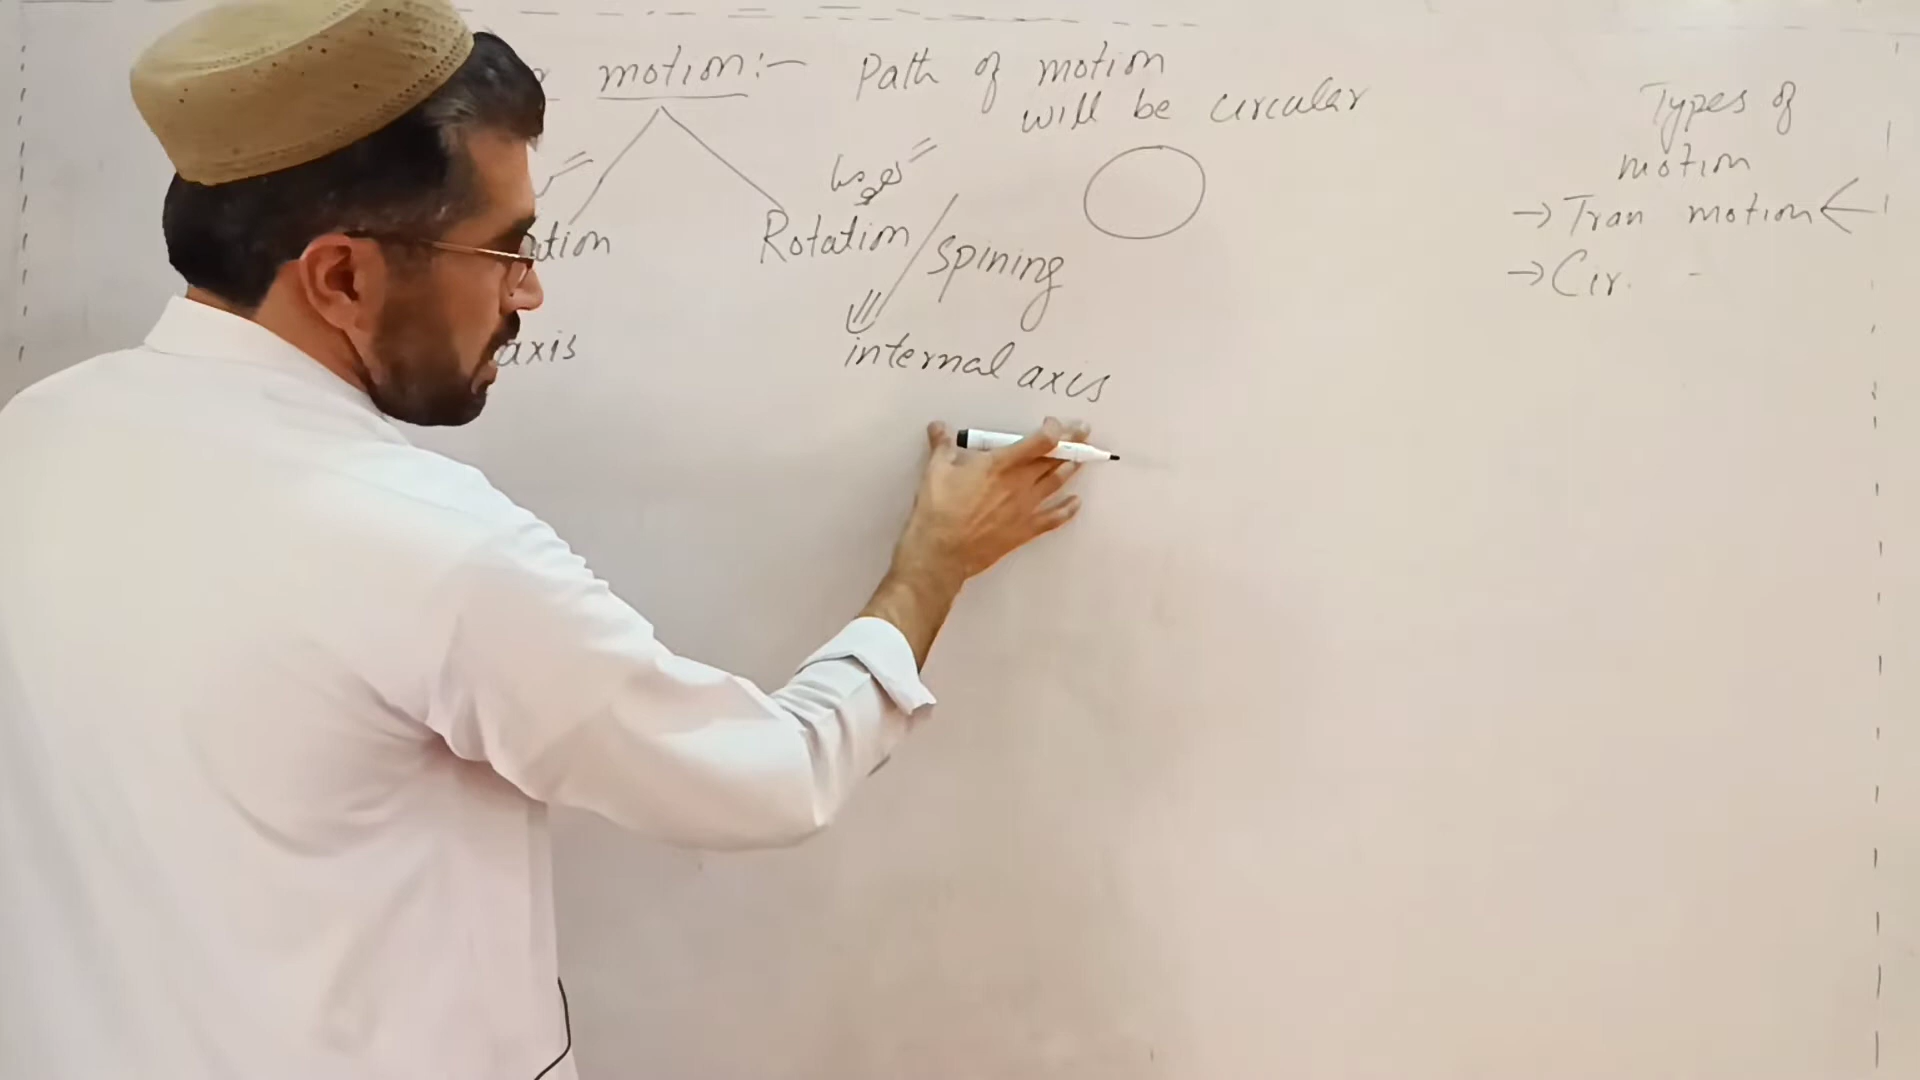 motion:- Path of motion
will be circular
Rotation / Spining
axis
internal axis
Types of
motion
→ Tran motion ←
→ Cir. -